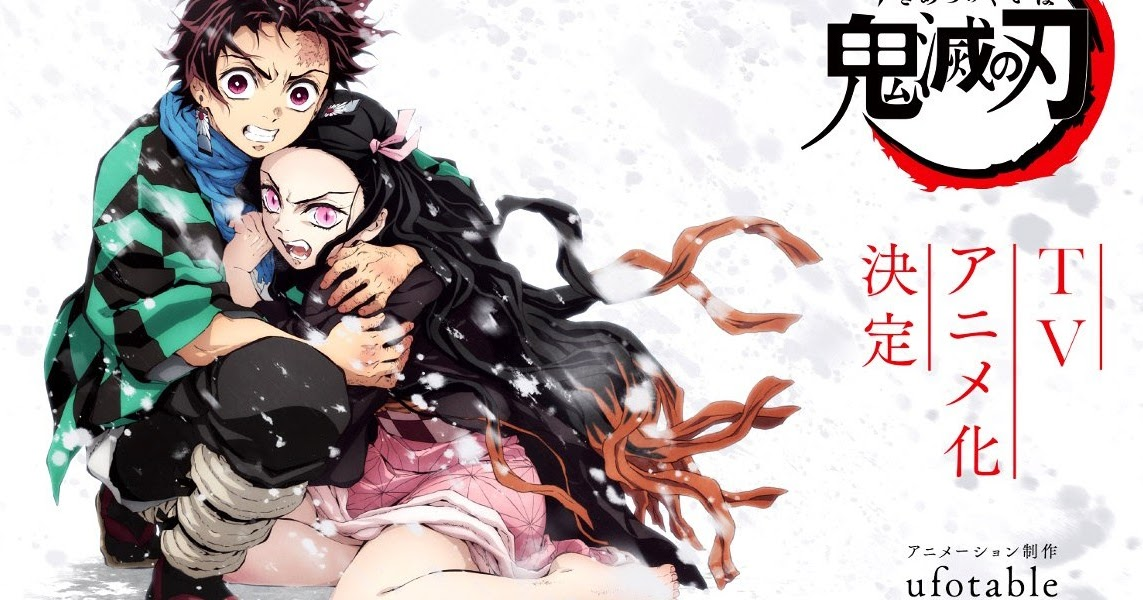 鬼滅の刃
TV
アニメ化
決定
アニメーション制作
ufotable